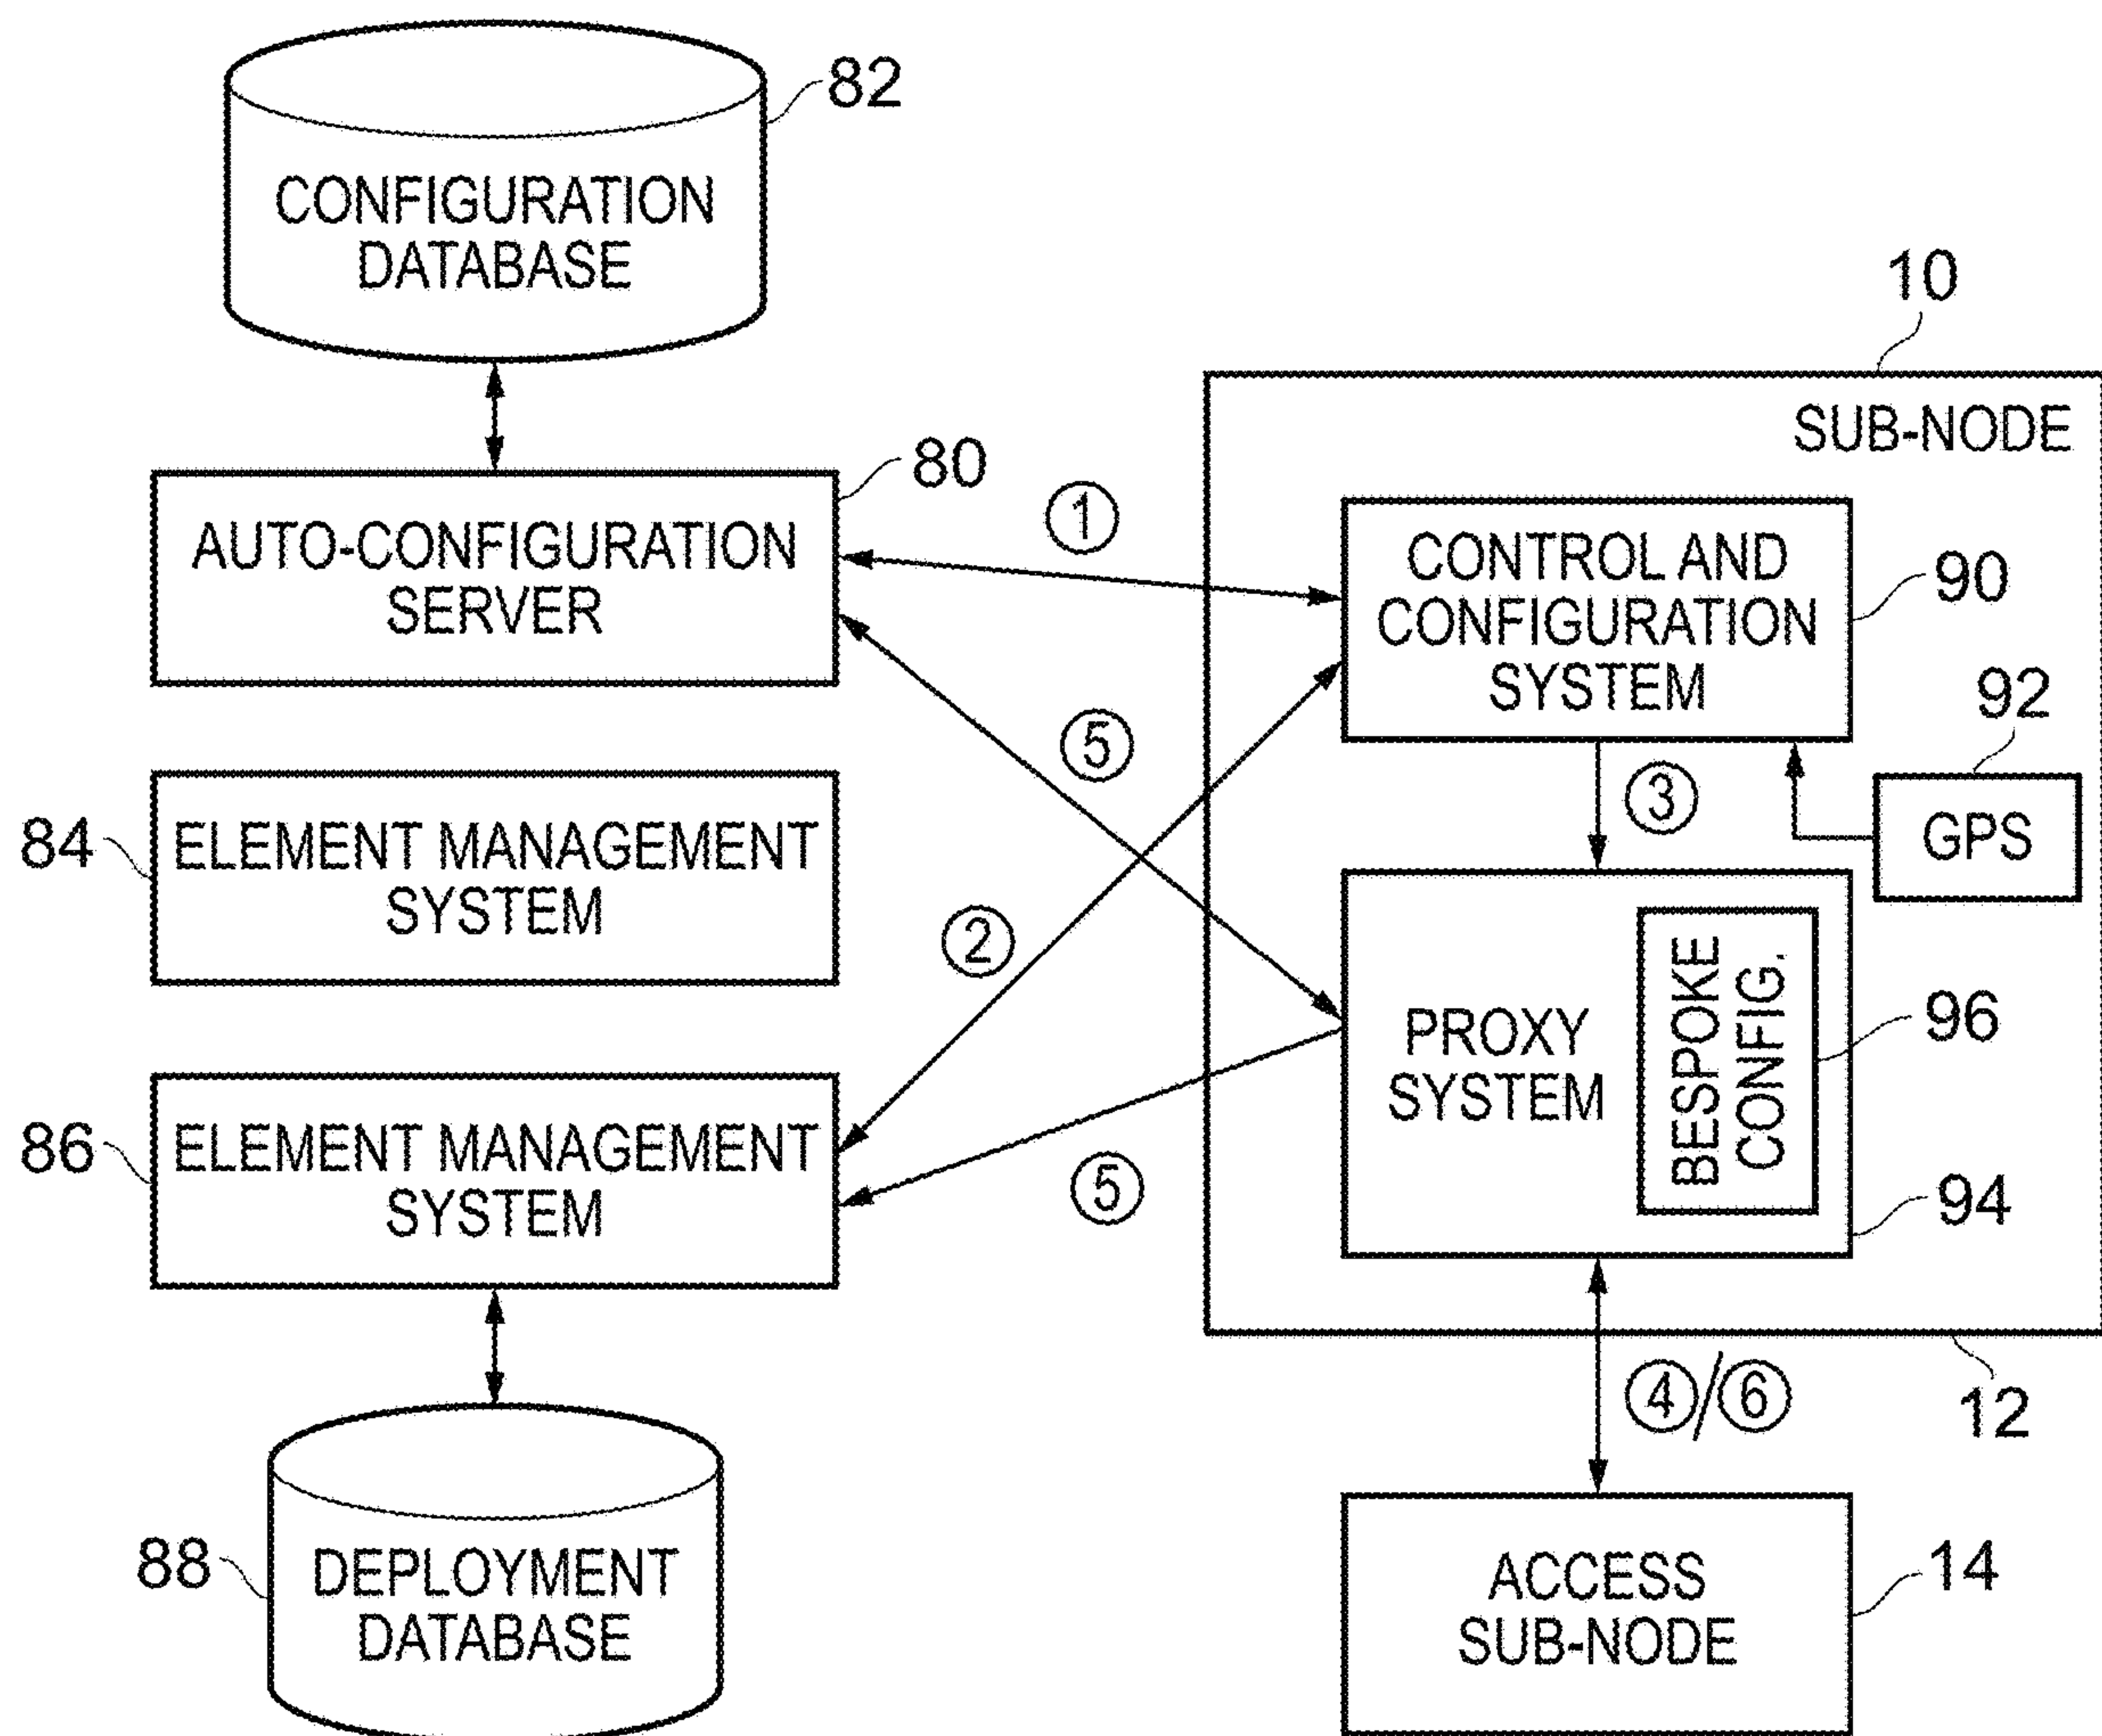 82
CONFIGURATION
DATABASE
10
SUB-NODE
80
AUTO-CONFIGURATION
SERVER
①
CONTROL AND
CONFIGURATION
SYSTEM
90
92
GPS
⑤
③
84
ELEMENT MANAGEMENT
SYSTEM
②
PROXY
SYSTEM
BESPOKE
CONFIG.
96
94
86
ELEMENT MANAGEMENT
SYSTEM
⑤
④/⑥
12
88
DEPLOYMENT
DATABASE
ACCESS
SUB-NODE
14